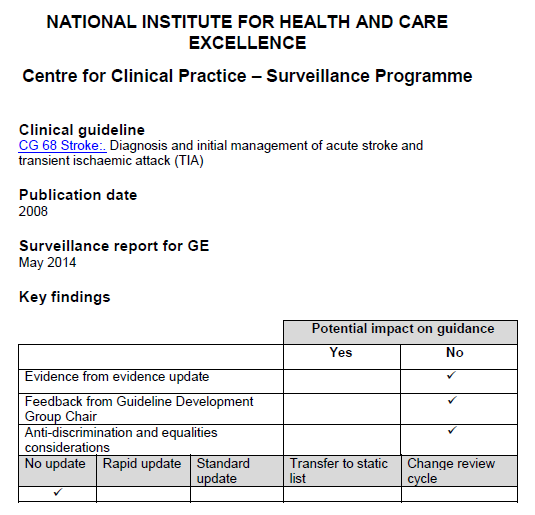 NATIONAL INSTITUTE FOR HEALTH AND CARE
EXCELLENCE
Centre for Clinical Practice – Surveillance Programme
Clinical guideline
CG 68 Stroke:. Diagnosis and initial management of acute stroke and
transient ischaemic attack (TIA)
Publication date
2008
Surveillance report for GE
May 2014
Key findings
Potential impact on guidance
Yes No
Evidence from evidence update ✓
Feedback from Guideline Development
Group Chair ✓
Anti-discrimination and equalities
considerations ✓
No update Rapid update Standard
update Transfer to static
list Change review
cycle
✓